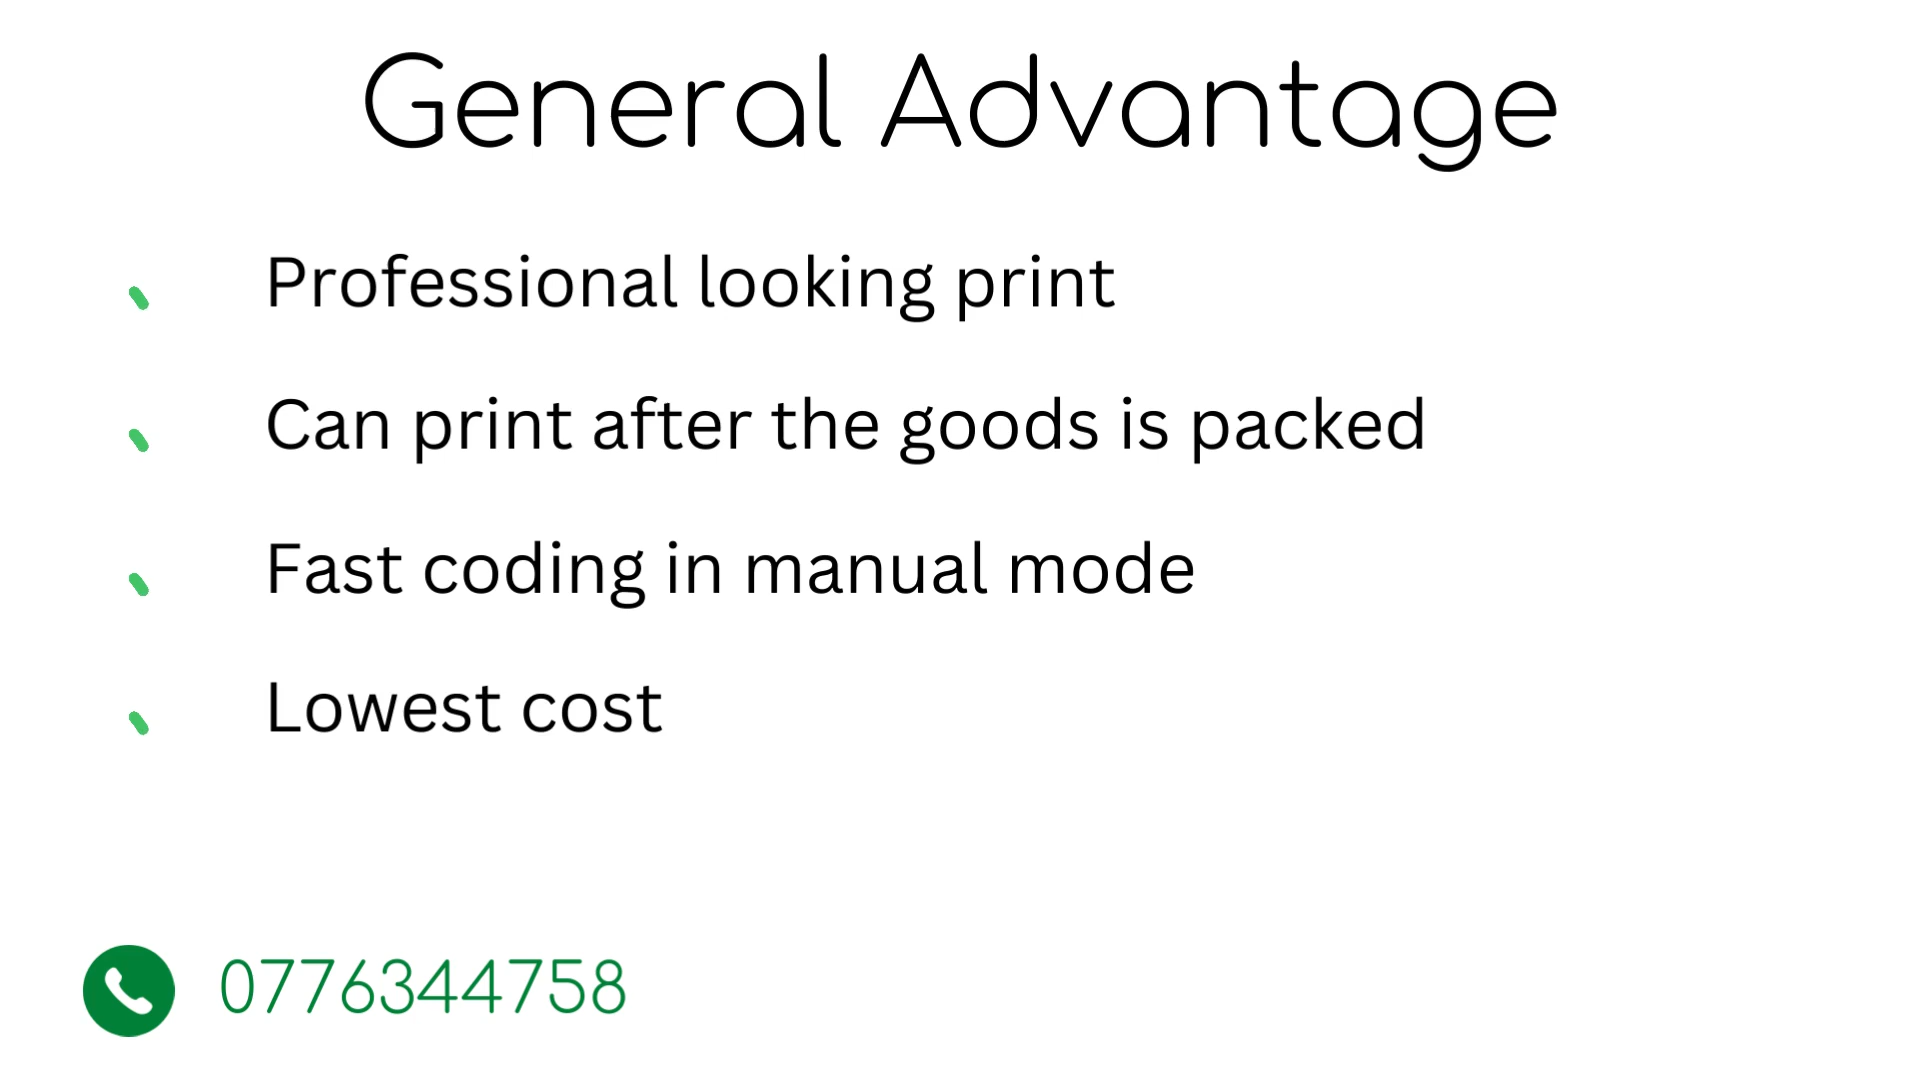 General Advantage
Professional looking print
Can print after the goods is packed
Fast coding in manual mode
Lowest cost
0776344758